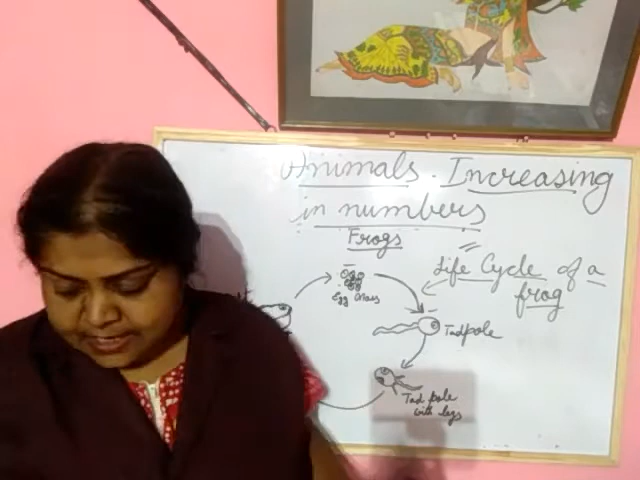 Animals Increasing
in numbers
Frogs
Life Cycle of a
frog
Egg Mass
Tadpole
Tad pole
with legs